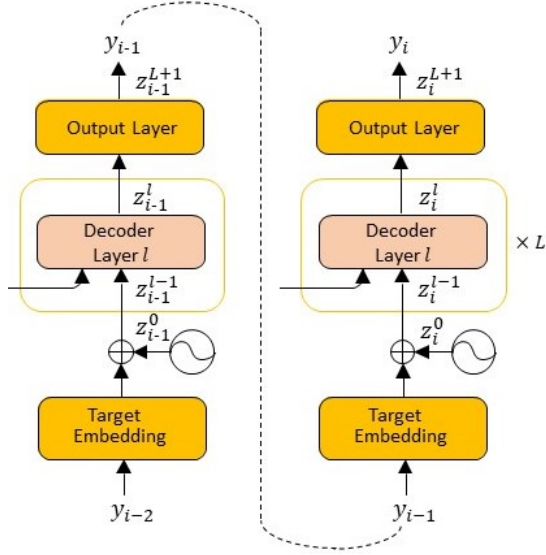 y_{i-1}
z_{i-1}^{L+1}
Output Layer
z_{i-1}^{l}
Decoder
Layer l
z_{i-1}^{l-1}
z_{i-1}^{0}
Target
Embedding
y_{i-2}
y_i
z_i^{L+1}
Output Layer
z_i^{l}
Decoder
Layer l
× L
z_i^{l-1}
z_i^{0}
Target
Embedding
y_{i-1}